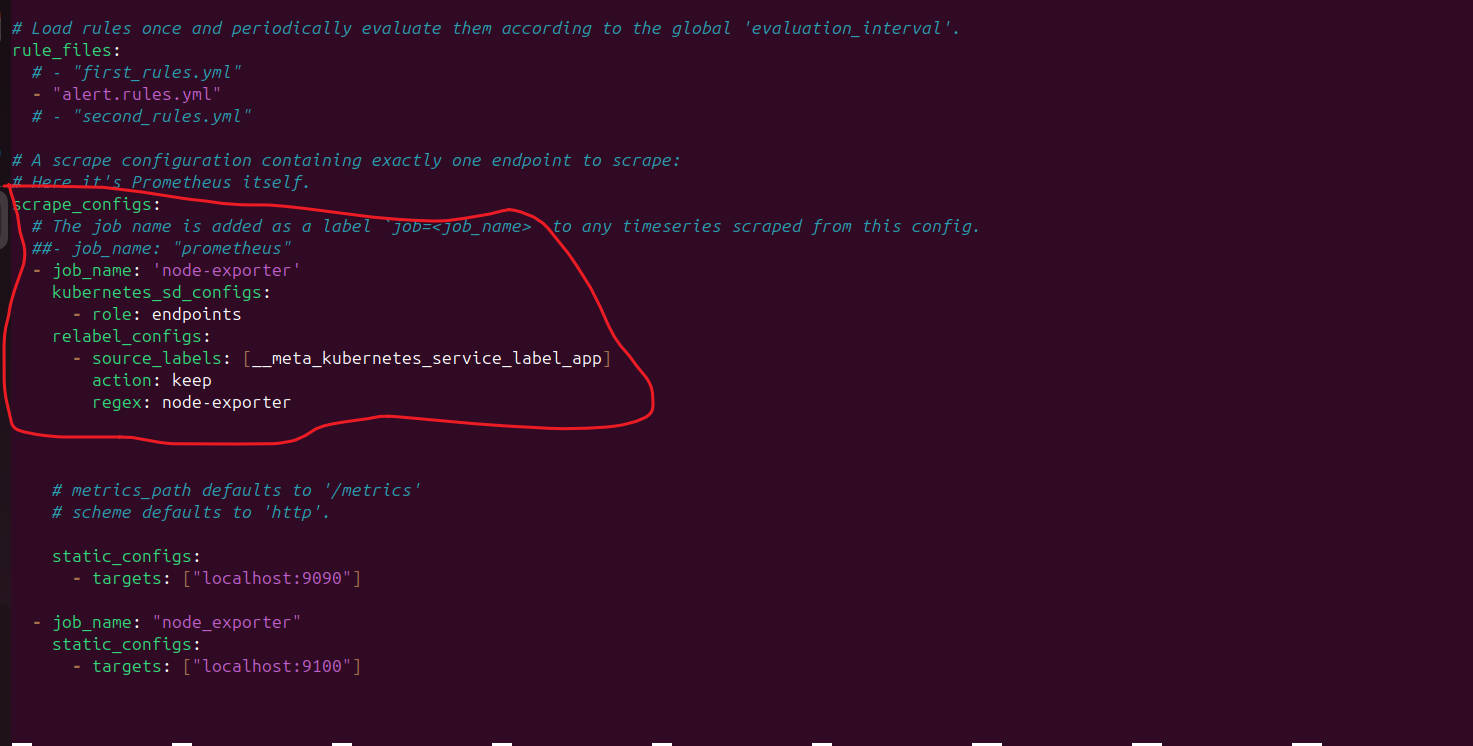 # Load rules once and periodically evaluate them according to the global 'evaluation_interval'.
rule_files:
  # - "first_rules.yml"
  - "alert.rules.yml"
  # - "second_rules.yml"

# A scrape configuration containing exactly one endpoint to scrape:
# Here it's Prometheus itself.
scrape_configs:
  # The job name is added as a label `job=<job_name>` to any timeseries scraped from this config.
  ##- job_name: "prometheus"
  - job_name: 'node-exporter'
    kubernetes_sd_configs:
      - role: endpoints
    relabel_configs:
      - source_labels: [__meta_kubernetes_service_label_app]
        action: keep
        regex: node-exporter

    # metrics_path defaults to '/metrics'
    # scheme defaults to 'http'.

    static_configs:
      - targets: ["localhost:9090"]

  - job_name: "node_exporter"
    static_configs:
      - targets: ["localhost:9100"]